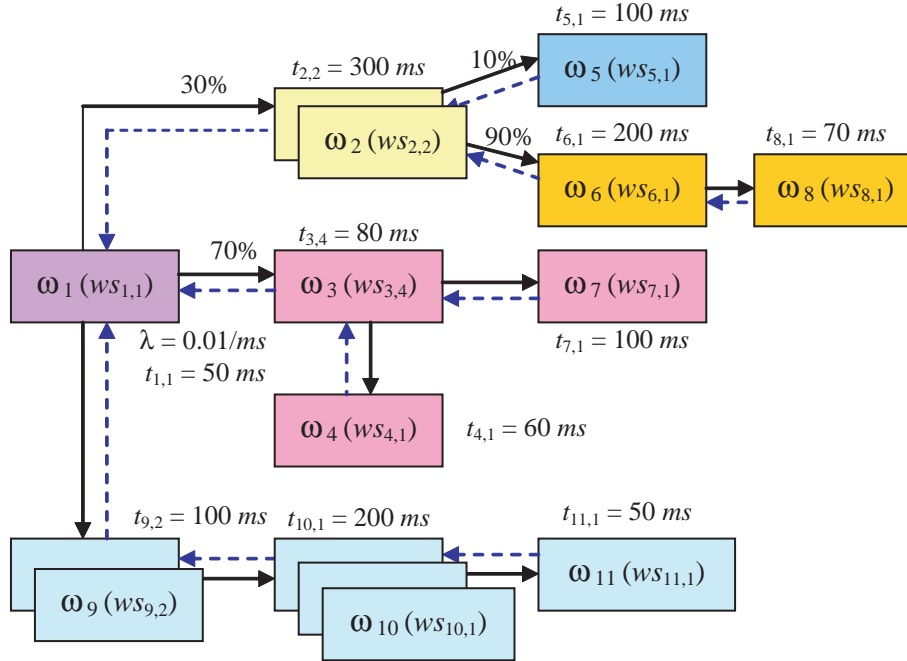 t5,1 = 100 ms
30%
t2,2 = 300 ms
10%
ω5 (ws5,1)
ω2 (ws2,2)
90%
t6,1 = 200 ms
t8,1 = 70 ms
ω6 (ws6,1)
ω8 (ws8,1)
70%
t3,4 = 80 ms
ω1 (ws1,1)
ω3 (ws3,4)
ω7 (ws7,1)
λ = 0.01/ms
t1,1 = 50 ms
t7,1 = 100 ms
ω4 (ws4,1)
t4,1 = 60 ms
t9,2 = 100 ms
t10,1 = 200 ms
t11,1 = 50 ms
ω9 (ws9,2)
ω10 (ws10,1)
ω11 (ws11,1)